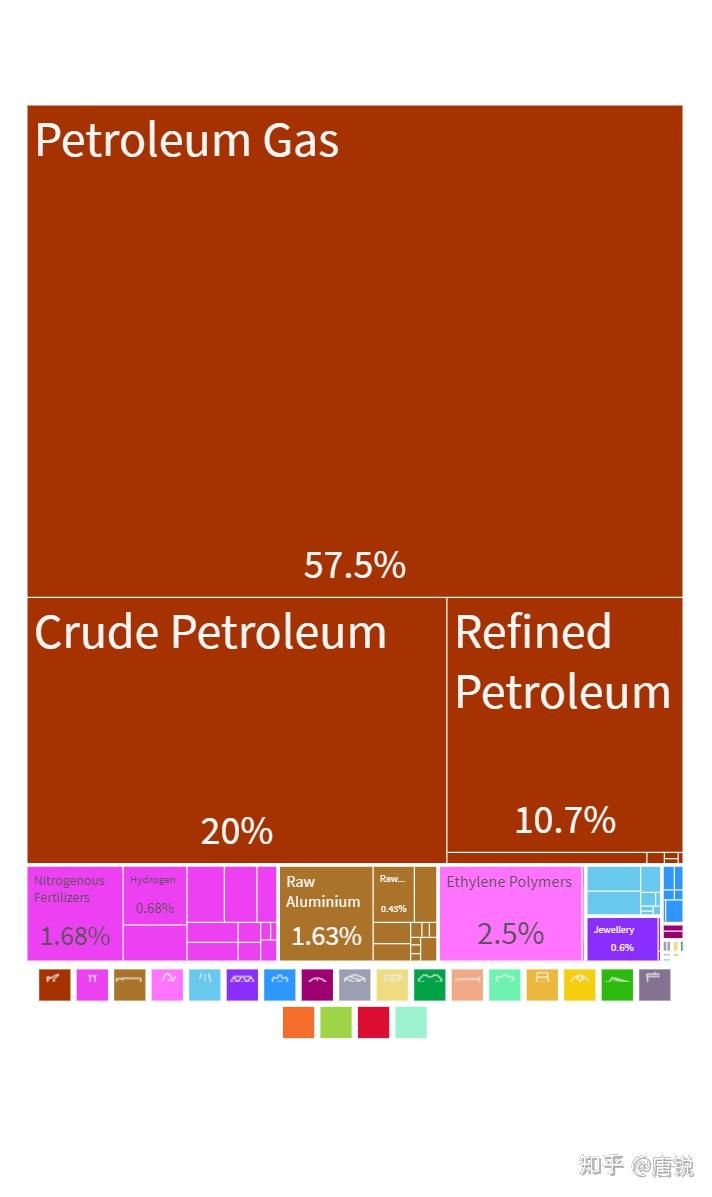 Petroleum Gas
57.5%
Crude Petroleum
20%
Refined
Petroleum
10.7%
Nitrogenous
Fertilizers
1.68%
Hydrogen
0.68%
Raw
Aluminium
1.63%
Raw...
0.43%
Ethylene Polymers
2.5%
Jewellery
0.6%
知乎 @唐锐